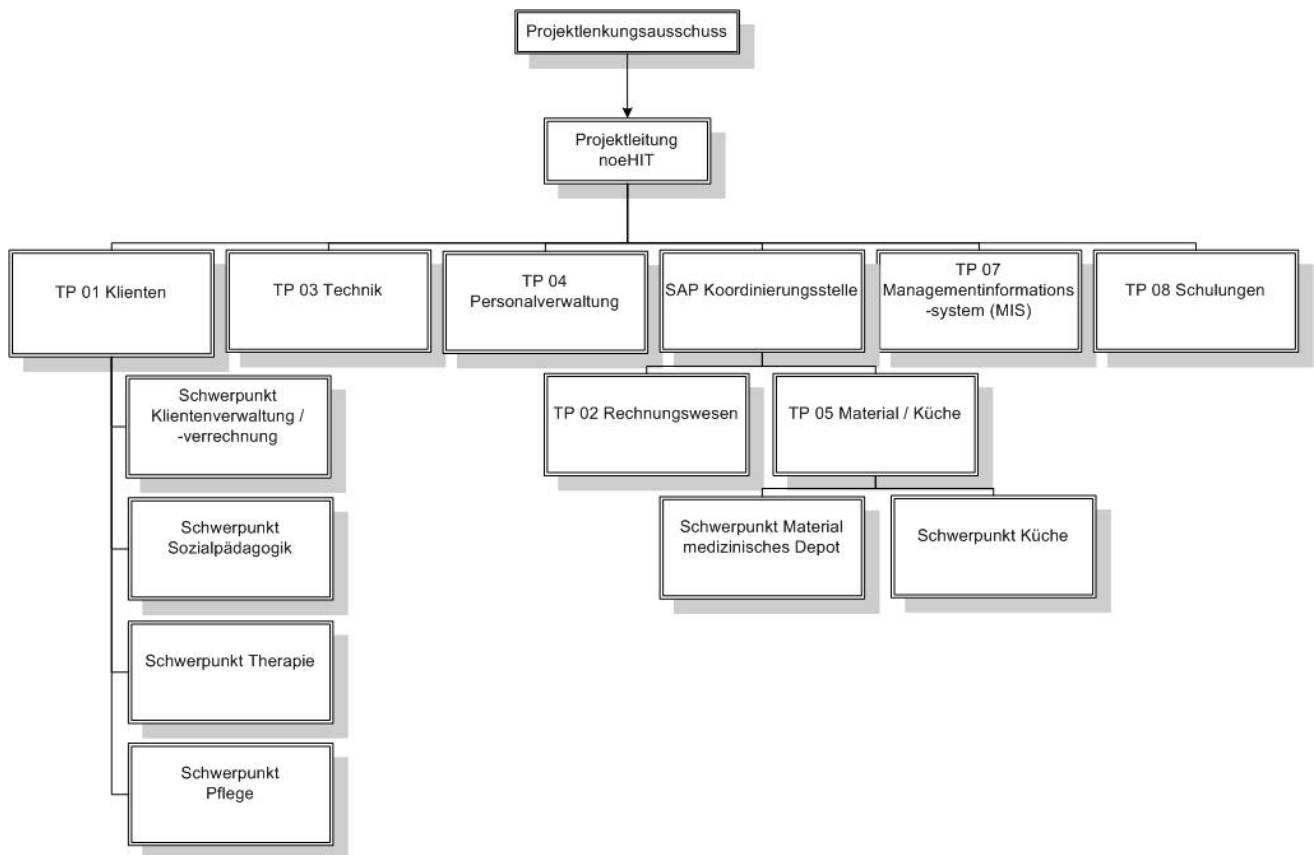 Projektlenkungsausschuss
Projektleitung
noeHIT
TP 01 Klienten
TP 03 Technik
TP 04
Personalverwaltung
SAP Koordinierungsstelle
TP 07
Managementinformations
-system (MIS)
TP 08 Schulungen
Schwerpunkt
Klientenverwaltung /
-verrechnung
TP 02 Rechnungswesen
TP 05 Material / Küche
Schwerpunkt
Sozialpädagogik
Schwerpunkt Material
medizinisches Depot
Schwerpunkt Küche
Schwerpunkt Therapie
Schwerpunkt
Pflege